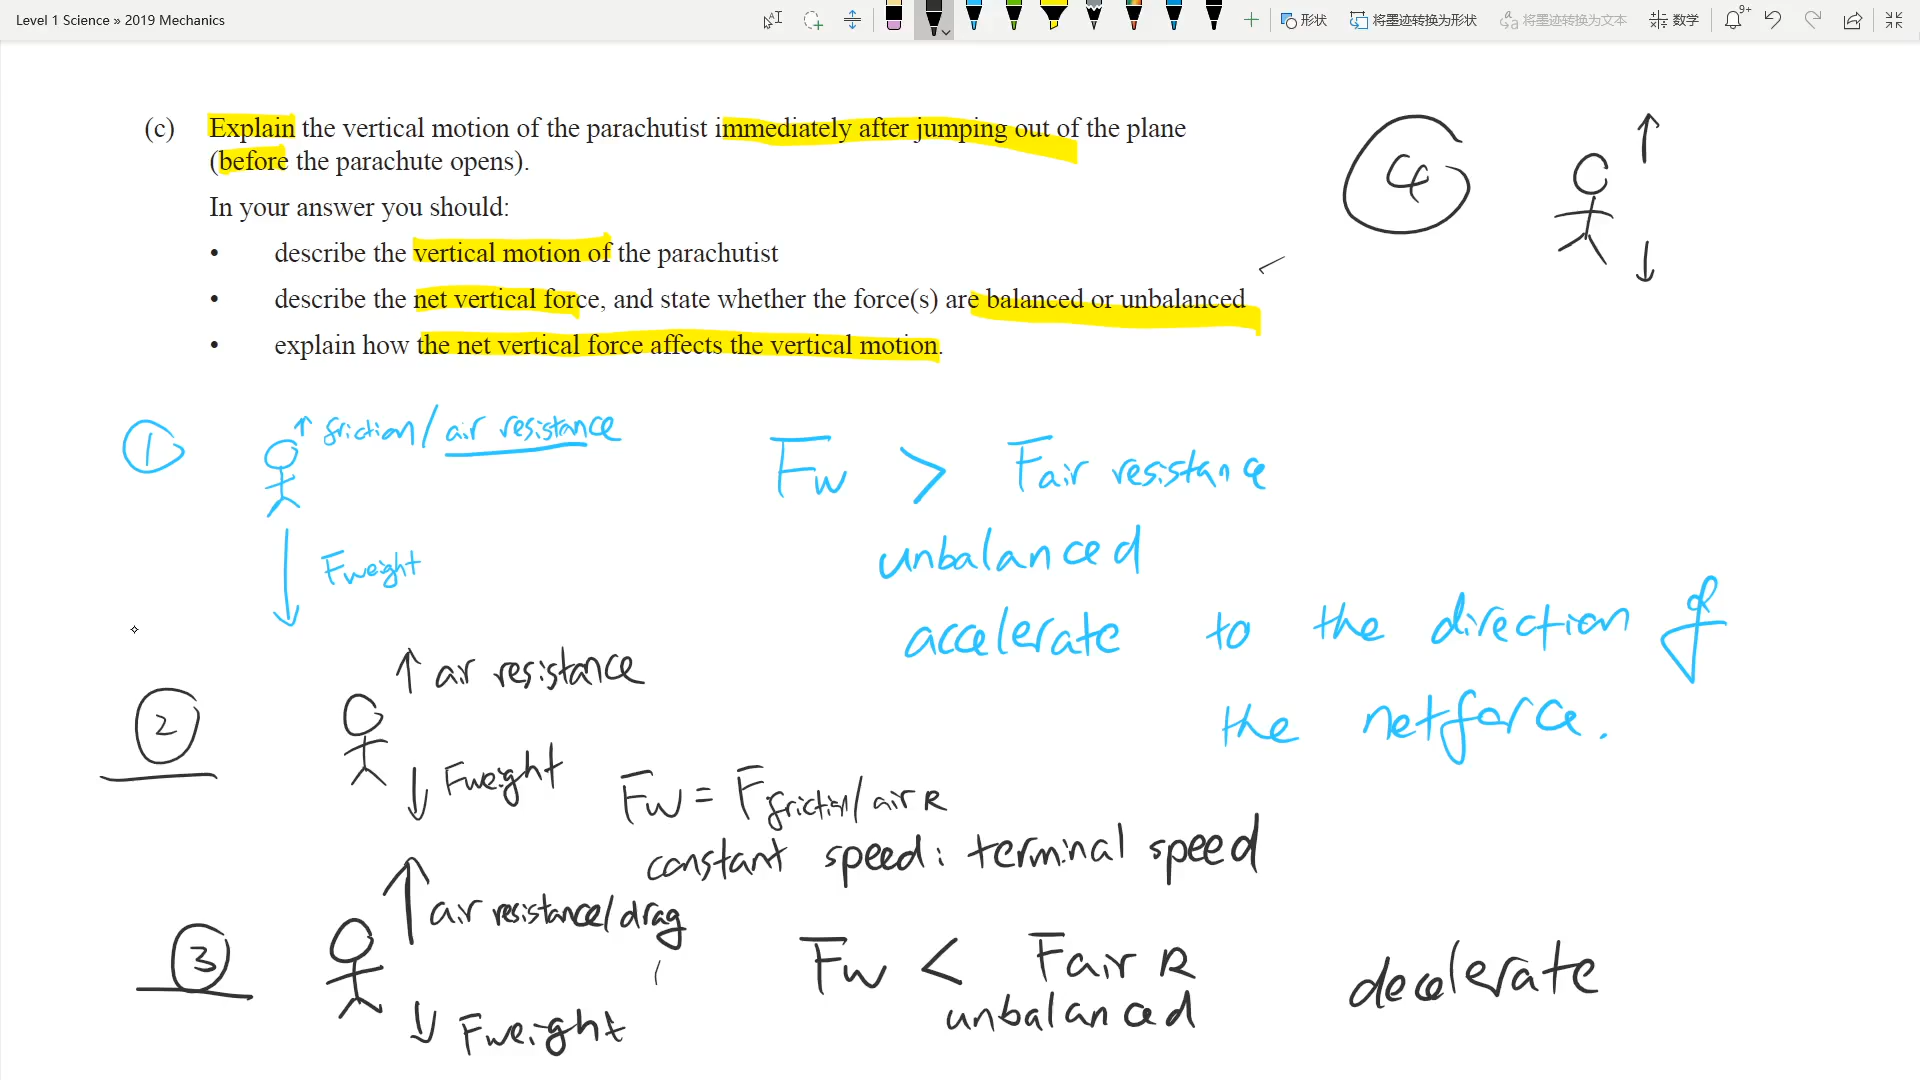 Level 1 Science » 2019 Mechanics
形状
将墨迹转换为形状
将墨迹转换为文本
数学
9+
(c) Explain the vertical motion of the parachutist immediately after jumping out of the plane
(before the parachute opens).
In your answer you should:
• describe the vertical motion of the parachutist
• describe the net vertical force, and state whether the force(s) are balanced or unbalanced
• explain how the net vertical force affects the vertical motion.
4
1
↑ friction / air resistance
Fw > Fair resistance
Fweight
unbalanced
accelerate to the direction of
the netforce.
2
↑ air resistance
↓ Fweight
Fw = Ffriction/air R
constant speed: terminal speed
3
↑ air resistance/drag
↓ Fweight
Fw < Fair R
unbalanced
decelerate